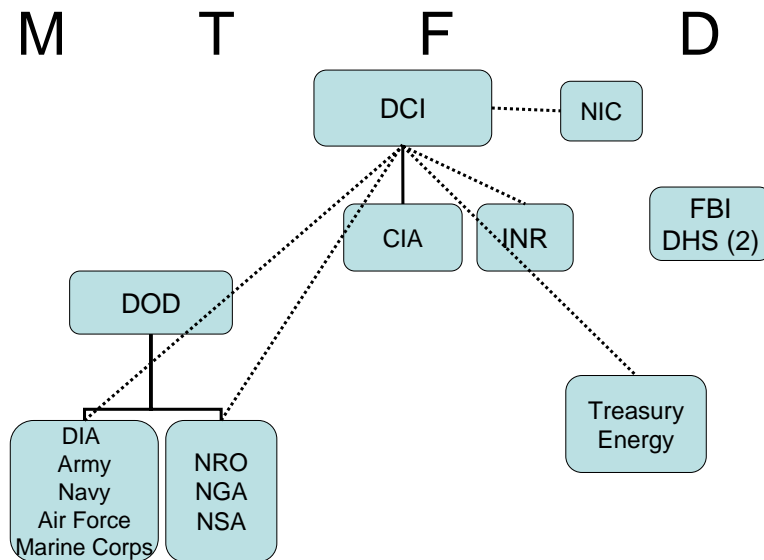 M T F D
DCI
NIC
CIA
INR
FBI
DHS (2)
DOD
Treasury
Energy
DIA
Army
Navy
Air Force
Marine Corps
NRO
NGA
NSA